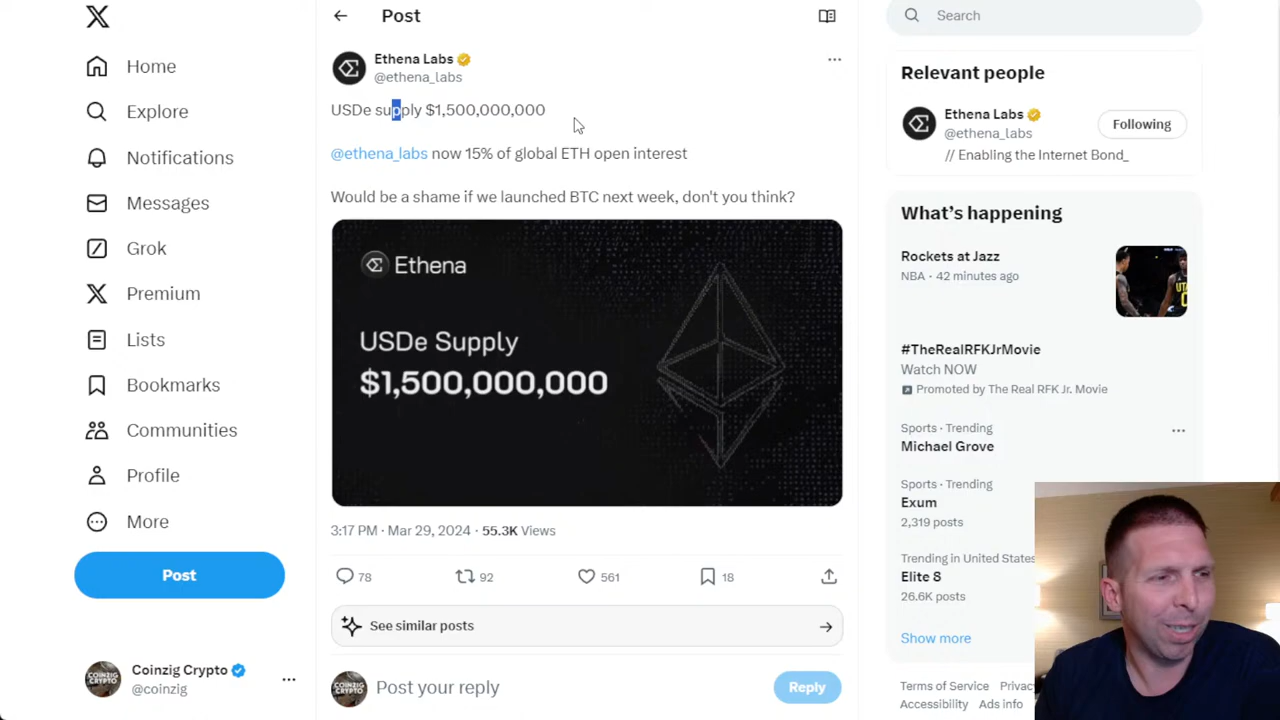 Post
Search
Home
Explore
Notifications
Messages
Grok
Premium
Lists
Bookmarks
Communities
Profile
More
Post
Coinzig Crypto
@coinzig
Ethena Labs
@ethena_labs
USDe supply $1,500,000,000
@ethena_labs now 15% of global ETH open interest
Would be a shame if we launched BTC next week, don't you think?
Ethena
USDe Supply
$1,500,000,000
3:17 PM · Mar 29, 2024 · 55.3K Views
78
92
561
18
See similar posts
Post your reply
Reply
Relevant people
Ethena Labs
@ethena_labs
Following
// Enabling the Internet Bond_
What’s happening
Rockets at Jazz
NBA · 42 minutes ago
#TheRealRFKJrMovie
Watch NOW
Promoted by The Real RFK Jr. Movie
Sports · Trending
Michael Grove
Sports · Trending
Exum
2,319 posts
Trending in United States
Elite 8
26.6K posts
Show more
Terms of Service
Accessibility
Ads info